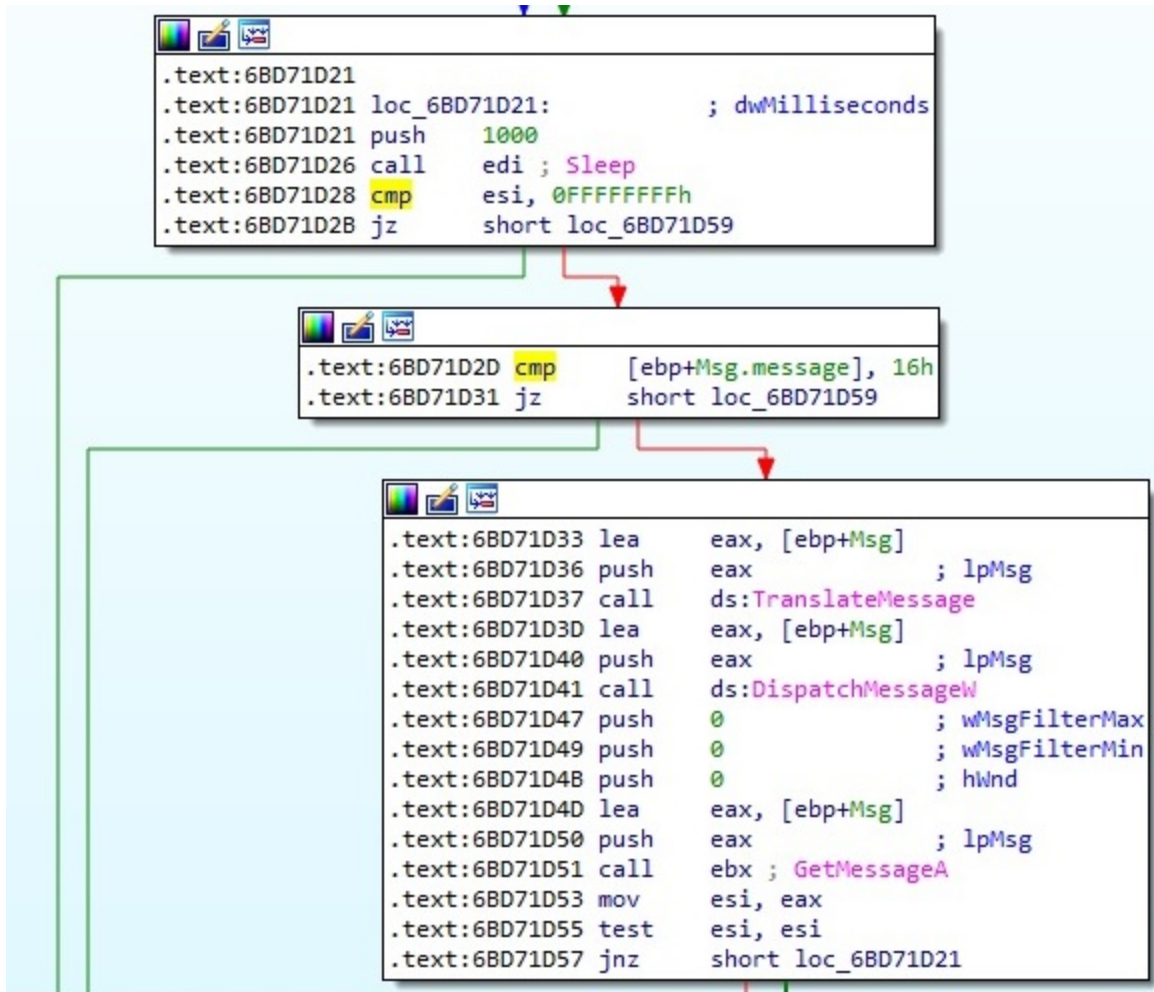 .text:6BD71D21
.text:6BD71D21 loc_6BD71D21: ; dwMilliseconds
.text:6BD71D21 push 1000
.text:6BD71D26 call edi ; Sleep
.text:6BD71D28 cmp esi, 0FFFFFFFFh
.text:6BD71D2B jz short loc_6BD71D59
.text:6BD71D2D cmp [ebp+Msg.message], 16h
.text:6BD71D31 jz short loc_6BD71D59
.text:6BD71D33 lea eax, [ebp+Msg]
.text:6BD71D36 push eax ; lpMsg
.text:6BD71D37 call ds:TranslateMessage
.text:6BD71D3D lea eax, [ebp+Msg]
.text:6BD71D40 push eax ; lpMsg
.text:6BD71D41 call ds:DispatchMessageW
.text:6BD71D47 push 0 ; wMsgFilterMax
.text:6BD71D49 push 0 ; wMsgFilterMin
.text:6BD71D4B push 0 ; hWnd
.text:6BD71D4D lea eax, [ebp+Msg]
.text:6BD71D50 push eax ; lpMsg
.text:6BD71D51 call ebx ; GetMessageA
.text:6BD71D53 mov esi, eax
.text:6BD71D55 test esi, esi
.text:6BD71D57 jnz short loc_6BD71D21